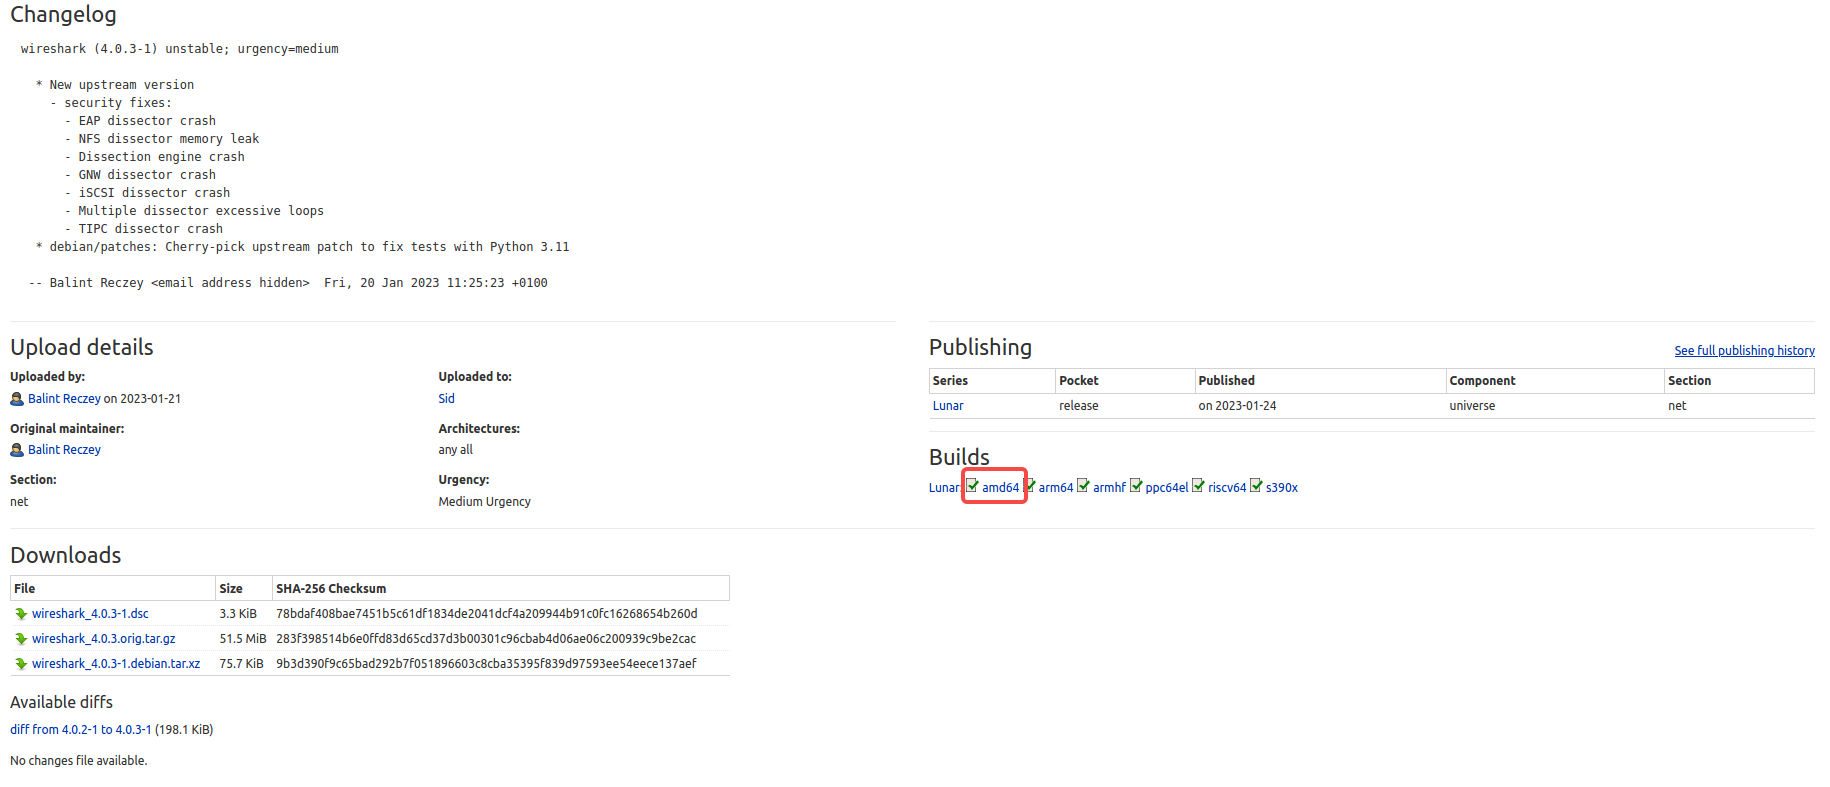 Changelog
wireshark (4.0.3-1) unstable; urgency=medium
* New upstream version
- security fixes:
- EAP dissector crash
- NFS dissector memory leak
- Dissection engine crash
- GNW dissector crash
- iSCSI dissector crash
- Multiple dissector excessive loops
- TIPC dissector crash
* debian/patches: Cherry-pick upstream patch to fix tests with Python 3.11
-- Balint Reczey <email address hidden>  Fri, 20 Jan 2023 11:25:23 +0100
Upload details
Uploaded by:
Balint Reczey on 2023-01-21
Uploaded to:
Sid
Original maintainer:
Balint Reczey
Architectures:
any all
Section:
net
Urgency:
Medium Urgency
Publishing
See full publishing history
Series Pocket Published Component Section
Lunar release on 2023-01-24 universe net
Builds
Lunar: amd64 arm64 armhf ppc64el riscv64 s390x
Downloads
File Size SHA-256 Checksum
wireshark_4.0.3-1.dsc 3.3 KiB 78bdaf408bae7451b5c61df1834de2041dcf4a209944b91c0fc16268654b260d
wireshark_4.0.3.orig.tar.gz 51.5 MiB 283f398514b6e0ffd83d65cd37d3b00301c96cbab4d06ae06c200939c9be2cac
wireshark_4.0.3-1.debian.tar.xz 75.7 KiB 9b3d390f9c65bad292b7f051896603c8cba35395f839d97593ee54eece137aef
Available diffs
diff from 4.0.2-1 to 4.0.3-1 (198.1 KiB)
No changes file available.